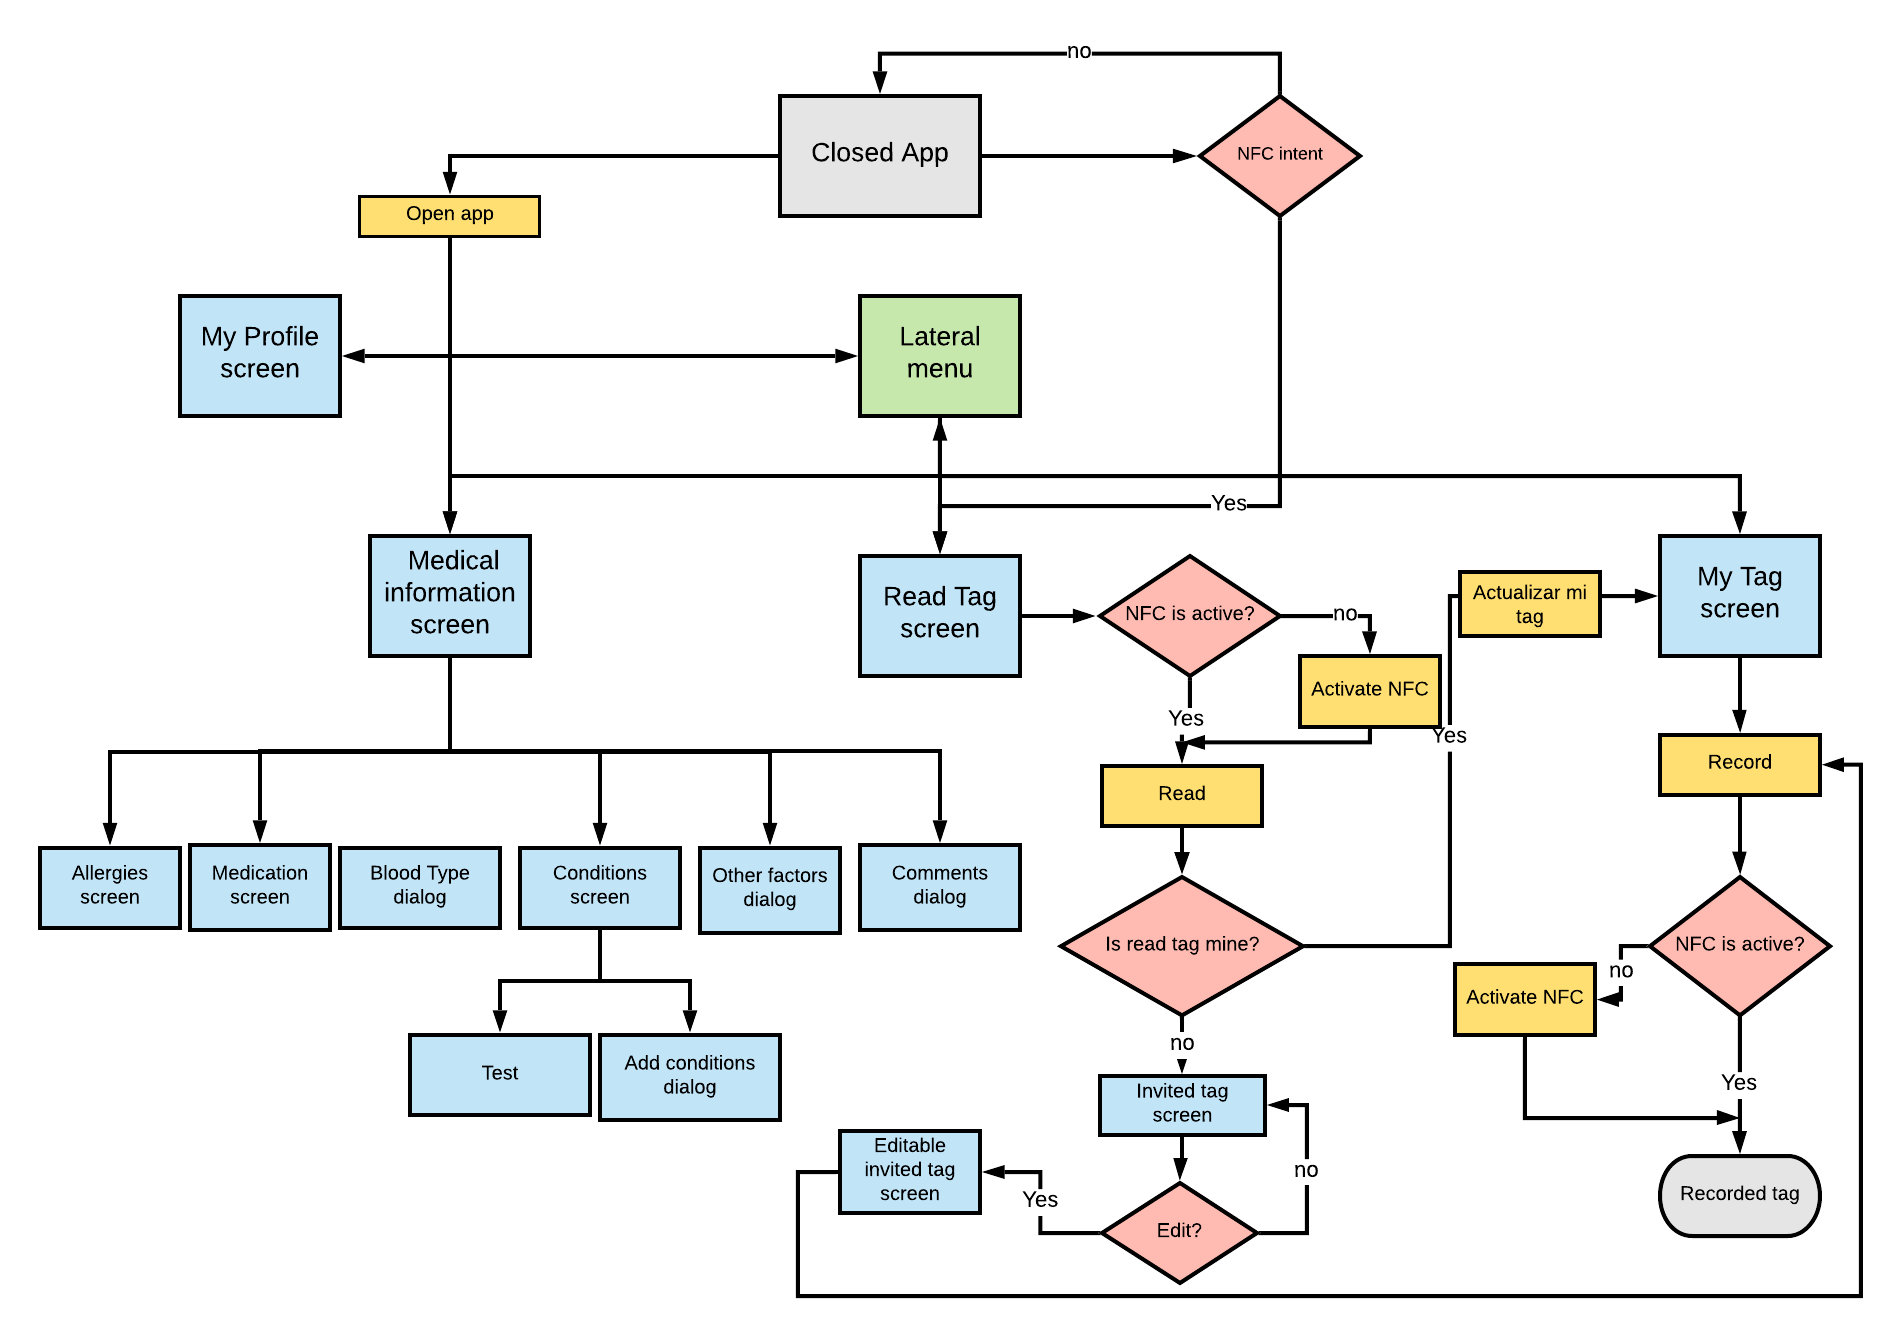 no
Closed App
NFC intent
Open app
My Profile
screen
Lateral
menu
Yes
Medical
information
screen
Read Tag
screen
NFC is active?
no
Actualizar mi
tag
My Tag
screen
Activate NFC
Yes
Yes
Record
Read
Allergies
screen
Medication
screen
Blood Type
dialog
Conditions
screen
Other factors
dialog
Comments
dialog
Is read tag mine?
NFC is active?
no
Activate NFC
no
Test
Add conditions
dialog
Invited tag
screen
Yes
Editable
invited tag
screen
Yes
no
Recorded tag
Edit?